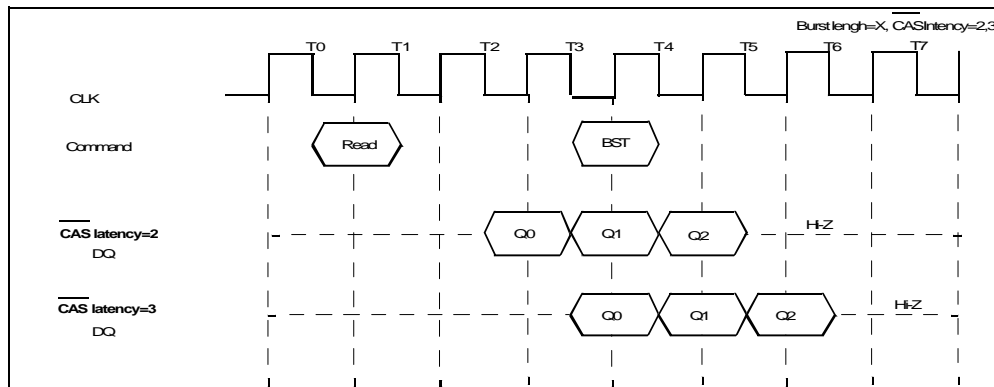 Burst lengh=X, CAS lntency=2,3
T0 T1 T2 T3 T4 T5 T6 T7
CLK
Command Read BST
CAS latency=2 Q0 Q1 Q2 Hi-Z
DQ
CAS latency=3 Q0 Q1 Q2 Hi-Z
DQ